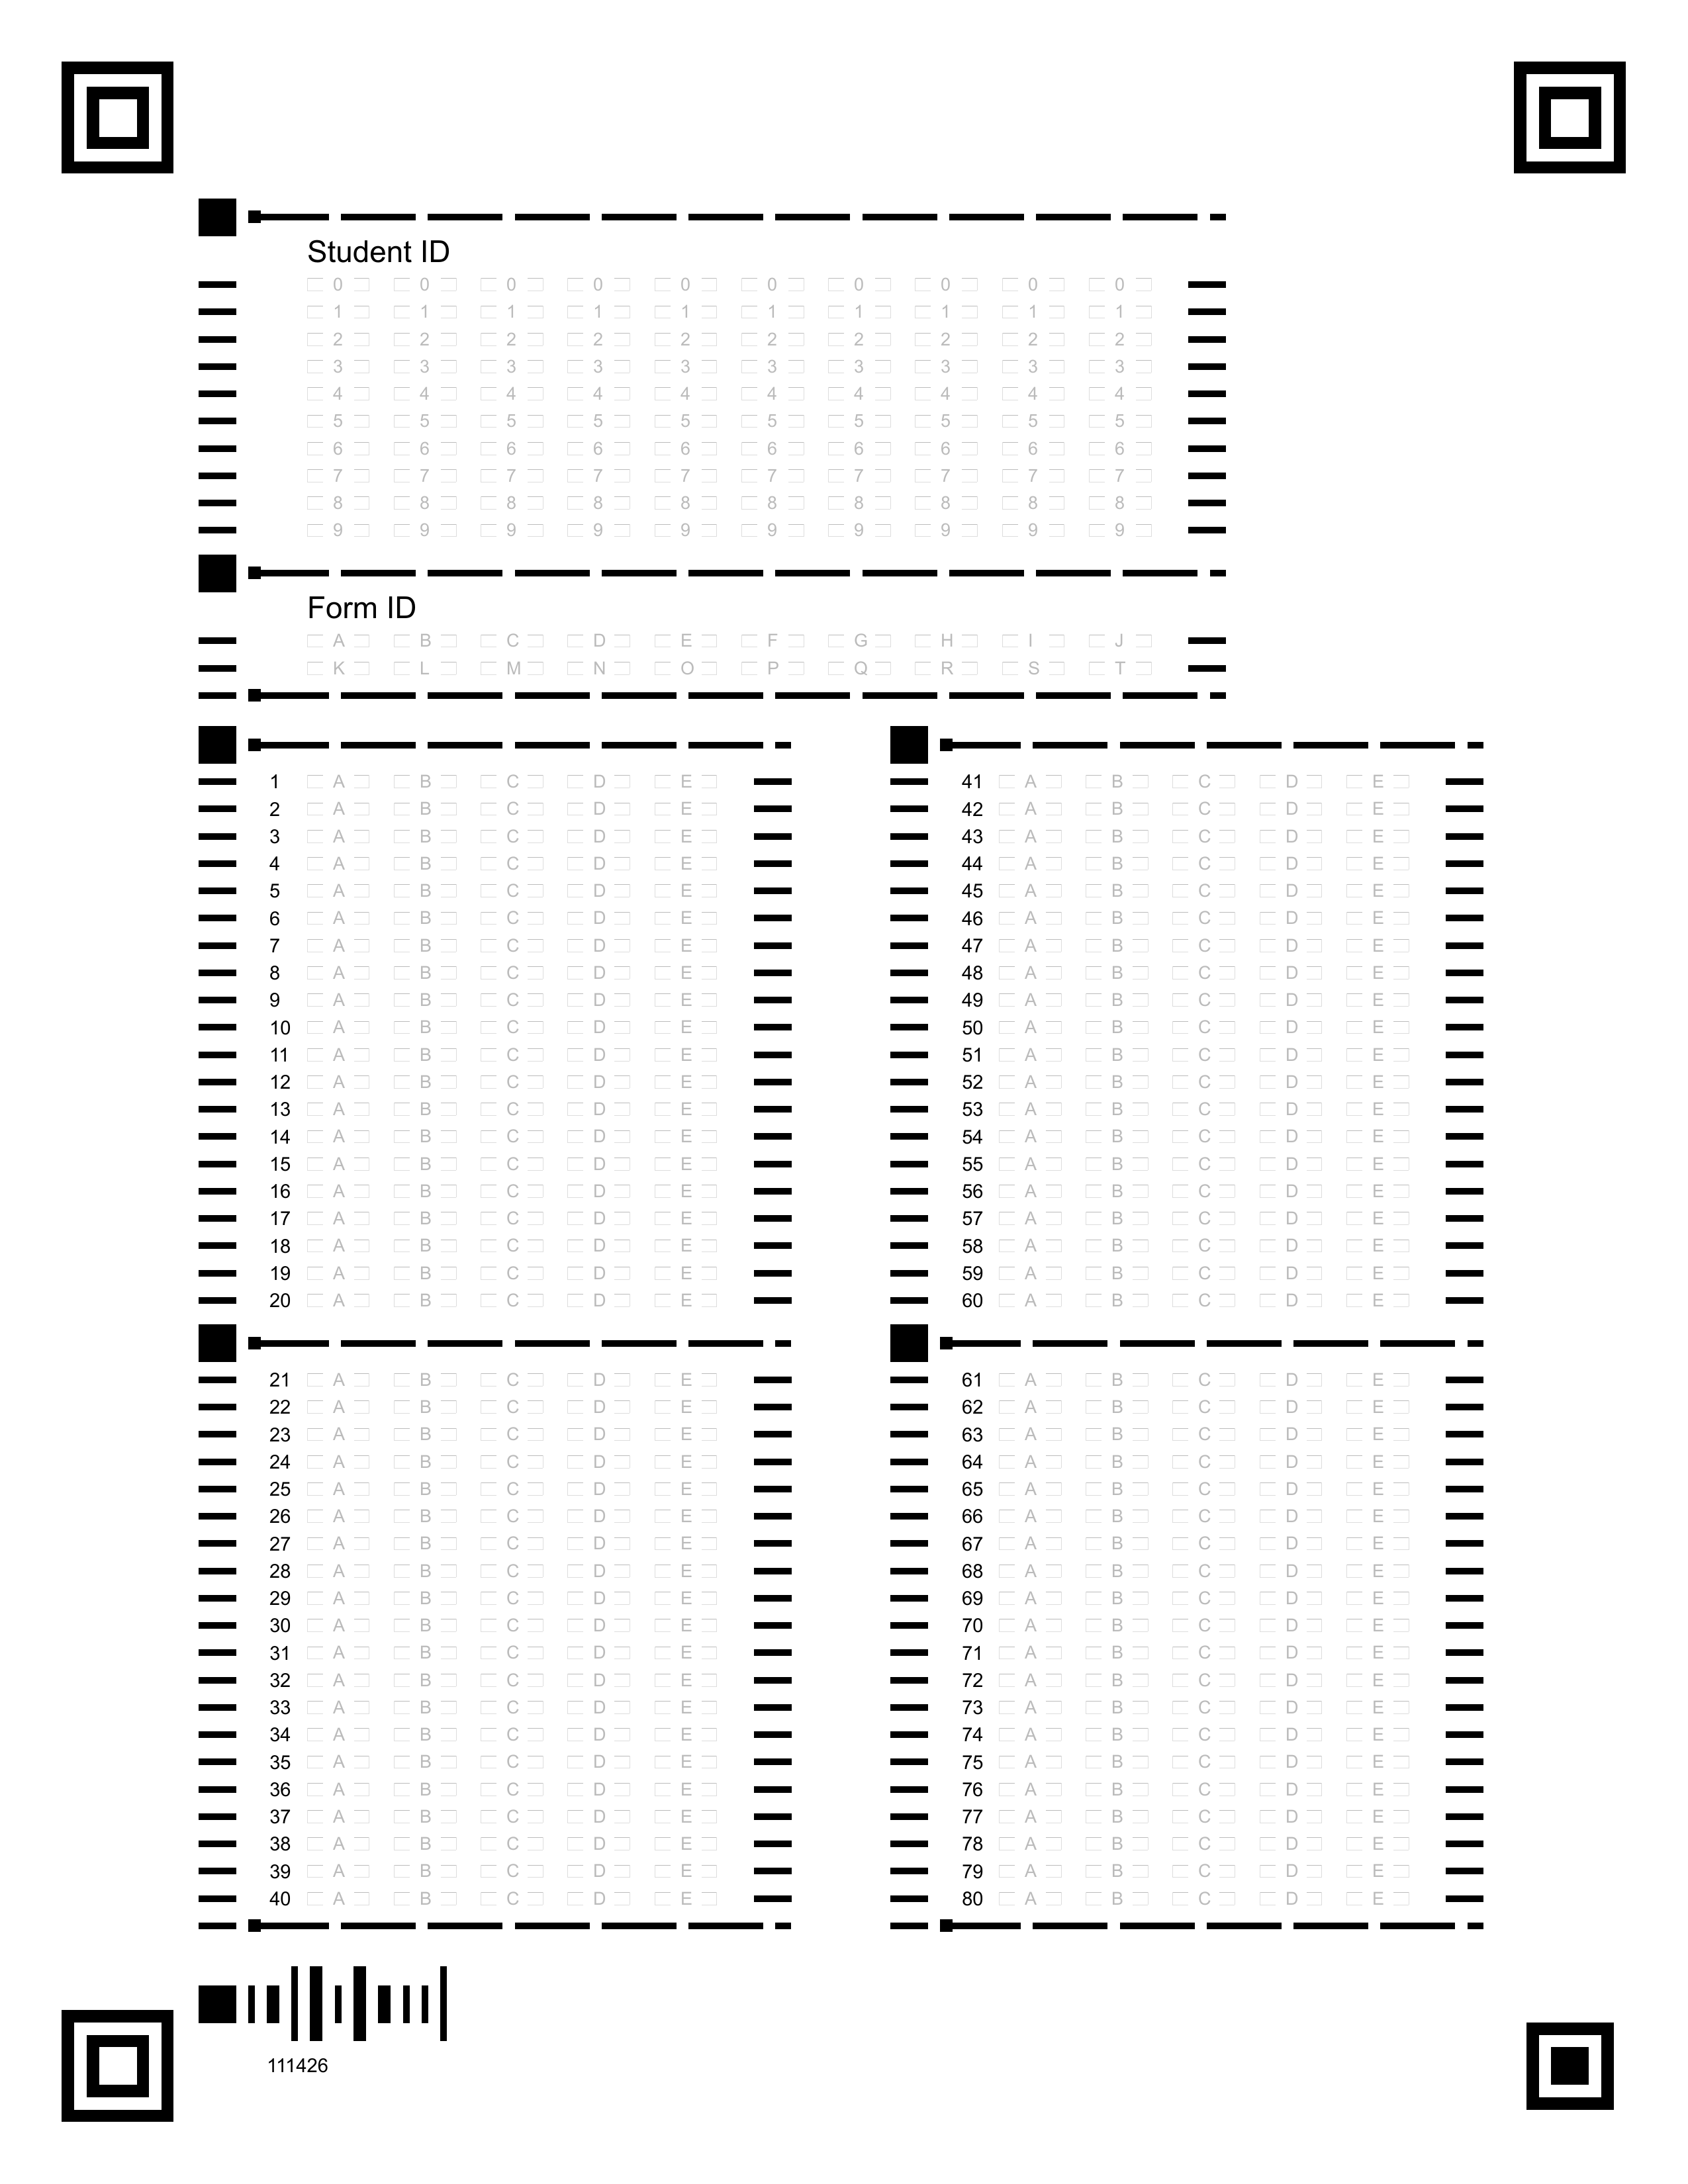 Student ID
0 0 0 0 0 0 0 0 0 0
1 1 1 1 1 1 1 1 1 1
2 2 2 2 2 2 2 2 2 2
3 3 3 3 3 3 3 3 3 3
4 4 4 4 4 4 4 4 4 4
5 5 5 5 5 5 5 5 5 5
6 6 6 6 6 6 6 6 6 6
7 7 7 7 7 7 7 7 7 7
8 8 8 8 8 8 8 8 8 8
9 9 9 9 9 9 9 9 9 9
Form ID
A B C D E F G H I J
K L M N O P Q R S T
1 A B C D E
2 A B C D E
3 A B C D E
4 A B C D E
5 A B C D E
6 A B C D E
7 A B C D E
8 A B C D E
9 A B C D E
10 A B C D E
11 A B C D E
12 A B C D E
13 A B C D E
14 A B C D E
15 A B C D E
16 A B C D E
17 A B C D E
18 A B C D E
19 A B C D E
20 A B C D E
21 A B C D E
22 A B C D E
23 A B C D E
24 A B C D E
25 A B C D E
26 A B C D E
27 A B C D E
28 A B C D E
29 A B C D E
30 A B C D E
31 A B C D E
32 A B C D E
33 A B C D E
34 A B C D E
35 A B C D E
36 A B C D E
37 A B C D E
38 A B C D E
39 A B C D E
40 A B C D E
41 A B C D E
42 A B C D E
43 A B C D E
44 A B C D E
45 A B C D E
46 A B C D E
47 A B C D E
48 A B C D E
49 A B C D E
50 A B C D E
51 A B C D E
52 A B C D E
53 A B C D E
54 A B C D E
55 A B C D E
56 A B C D E
57 A B C D E
58 A B C D E
59 A B C D E
60 A B C D E
61 A B C D E
62 A B C D E
63 A B C D E
64 A B C D E
65 A B C D E
66 A B C D E
67 A B C D E
68 A B C D E
69 A B C D E
70 A B C D E
71 A B C D E
72 A B C D E
73 A B C D E
74 A B C D E
75 A B C D E
76 A B C D E
77 A B C D E
78 A B C D E
79 A B C D E
80 A B C D E
111426